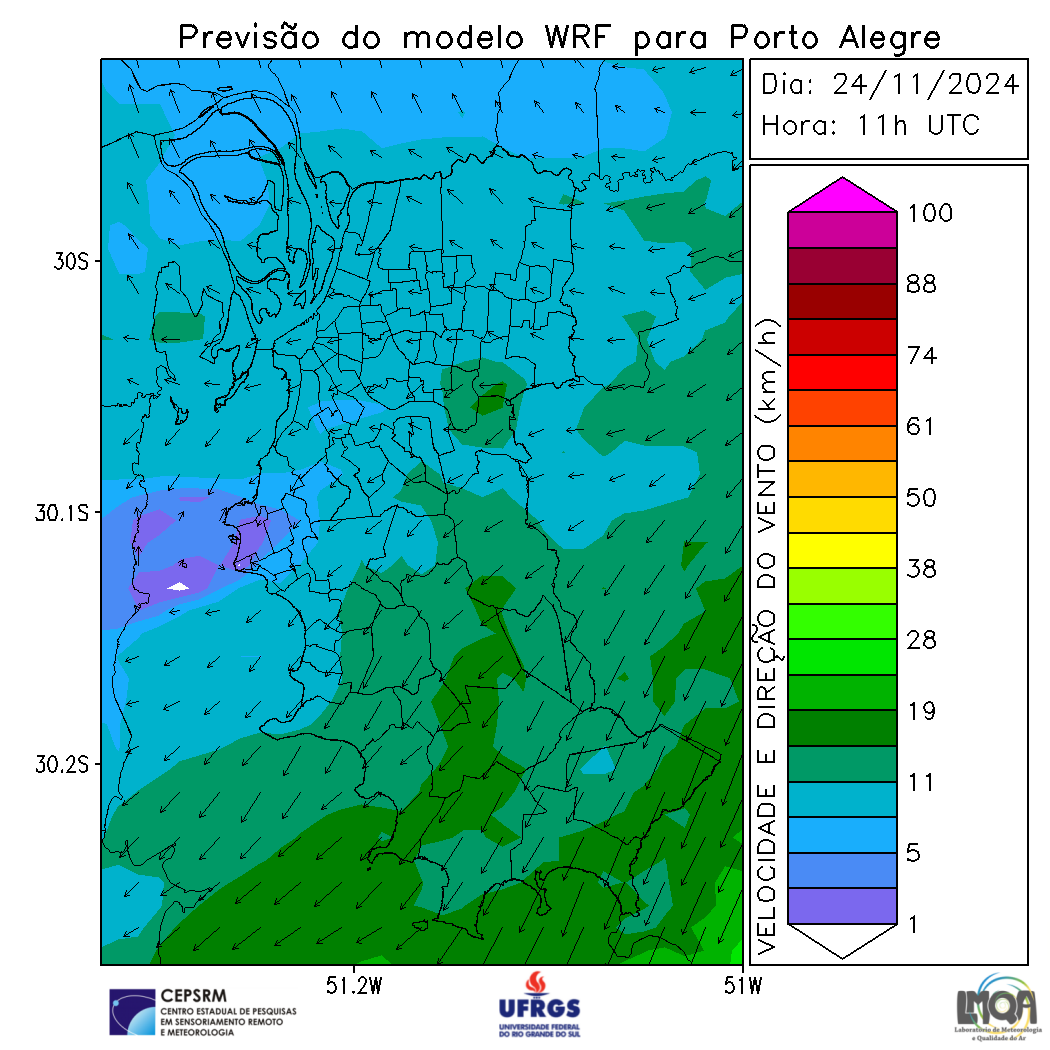 Previsão do modelo WRF para Porto Alegre
Dia: 24/11/2024
Hora: 11h UTC
30S
30.1S
30.2S
51.2W
51W
VELOCIDADE E DIREÇÃO DO VENTO (km/h)
100
88
74
61
50
38
28
19
11
5
1
CEPSRM
CENTRO ESTADUAL DE PESQUISAS
EM SENSORIAMENTO REMOTO
E METEOROLOGIA
UFRGS
UNIVERSIDADE FEDERAL
DO RIO GRANDE DO SUL
LMQA
Laboratório de Meteorologia
e Qualidade do Ar